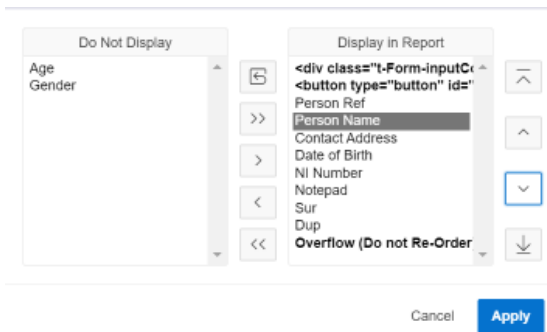 Do Not Display
Age
Gender
>>
>
<
<<
Display in Report
<div class="t-Form-inputCo
<button type="button" id="
Person Ref
Person Name
Contact Address
Date of Birth
NI Number
Notepad
Sur
Dup
Overflow (Do not Re-Order
Cancel
Apply